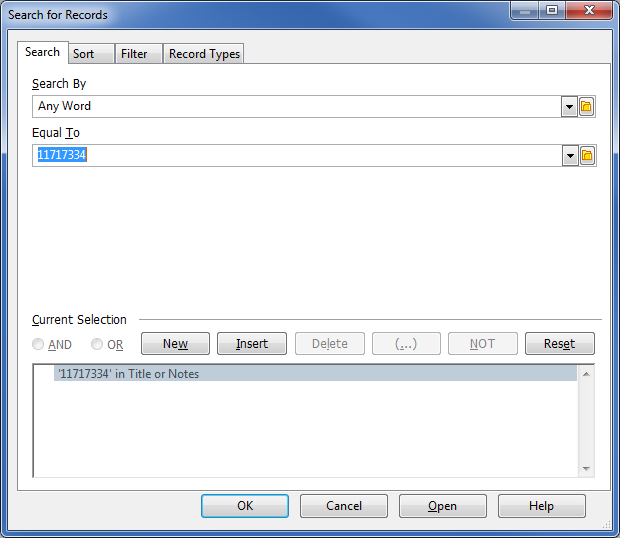 Search for Records
Search Sort Filter Record Types
Search By
Any Word
Equal To
11717334
Current Selection
AND OR New Insert Delete (...) NOT Reset
'11717334' in Title or Notes
OK Cancel Open Help